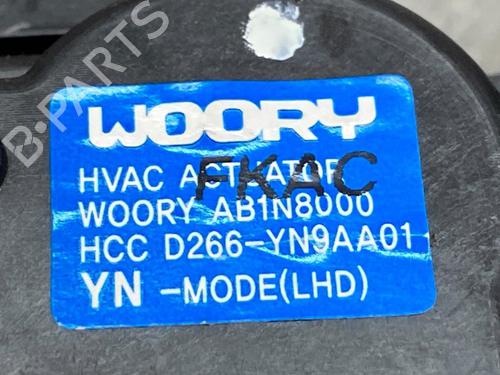 B-PARTS
WOORY
HVAC ACTUATOR
FKAC
WOORY AB1N8000
HCC D266-YN9AA01
YN -MODE(LHD)